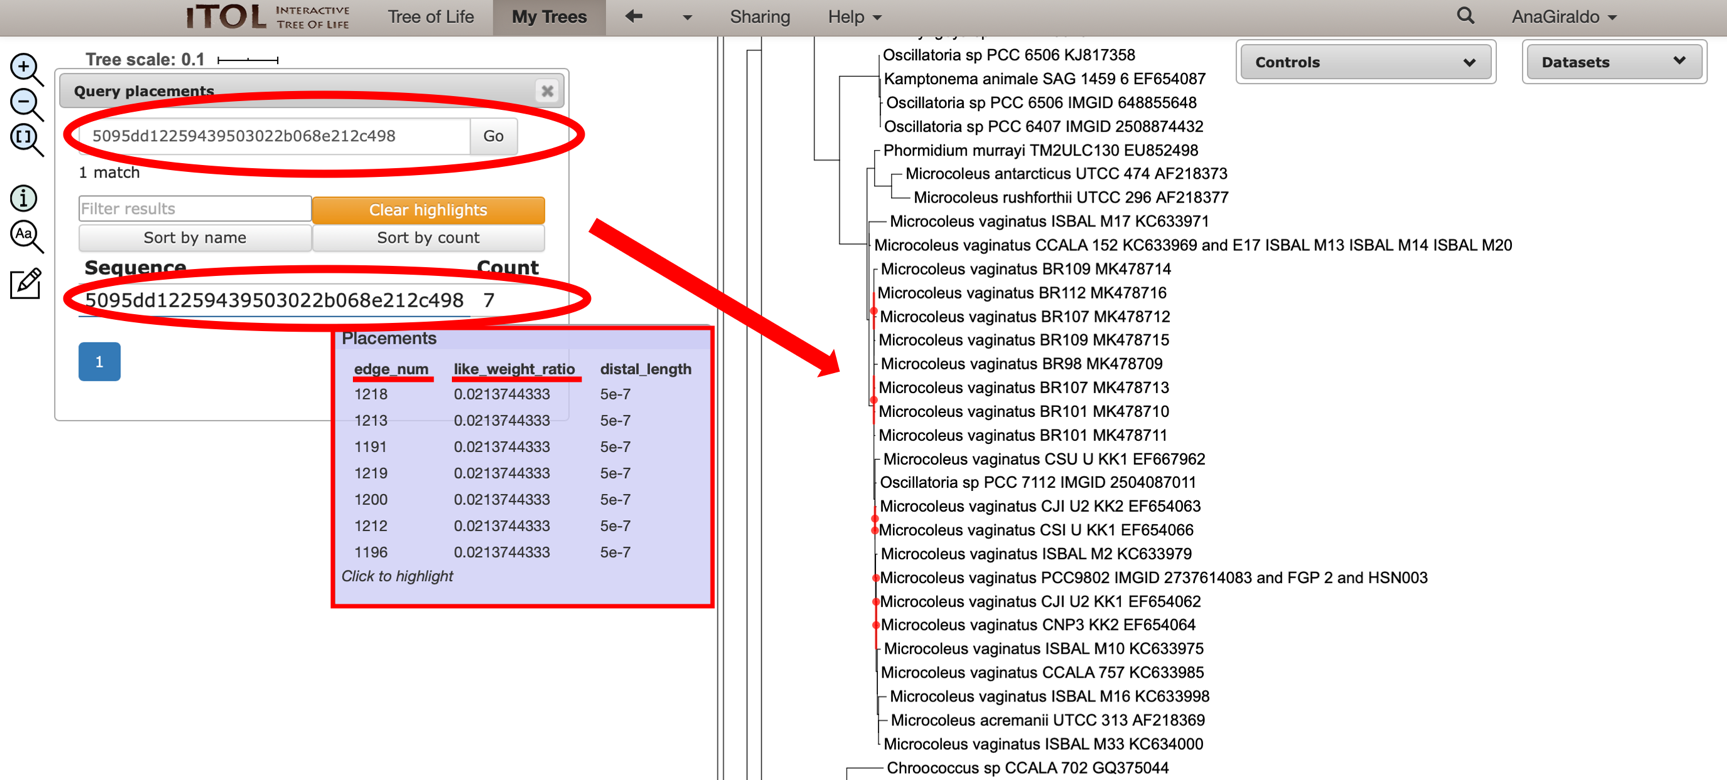 iTOL INTERACTIVE TREE OF LIFE Tree of Life My Trees Sharing Help AnaGiraldo
Tree scale: 0.1
Query placements
5095dd12259439503022b068e212c498 Go
1 match
Filter results Clear highlights
Sort by name Sort by count
Sequence Count
5095dd12259439503022b068e212c498 7
1
Placements
edge_num like_weight_ratio distal_length
1218 0.0213744333 5e-7
1213 0.0213744333 5e-7
1191 0.0213744333 5e-7
1219 0.0213744333 5e-7
1200 0.0213744333 5e-7
1212 0.0213744333 5e-7
1196 0.0213744333 5e-7
Click to highlight
Aa
Controls
Datasets
Oscillatoria sp PCC 6506 KJ817358
Kamptonema animale SAG 1459 6 EF654087
Oscillatoria sp PCC 6506 IMGID 648855648
Oscillatoria sp PCC 6407 IMGID 2508874432
Phormidium murrayi TM2ULC130 EU852498
Microcoleus antarcticus UTCC 474 AF218373
Microcoleus rushforthii UTCC 296 AF218377
Microcoleus vaginatus ISBAL M17 KC633971
Microcoleus vaginatus CCALA 152 KC633969 and E17 ISBAL M13 ISBAL M14 ISBAL M20
Microcoleus vaginatus BR109 MK478714
Microcoleus vaginatus BR112 MK478716
Microcoleus vaginatus BR107 MK478712
Microcoleus vaginatus BR109 MK478715
Microcoleus vaginatus BR98 MK478709
Microcoleus vaginatus BR107 MK478713
Microcoleus vaginatus BR101 MK478710
Microcoleus vaginatus BR101 MK478711
Microcoleus vaginatus CSU U KK1 EF667962
Oscillatoria sp PCC 7112 IMGID 2504087011
Microcoleus vaginatus CJI U2 KK2 EF654063
Microcoleus vaginatus CSI U KK1 EF654066
Microcoleus vaginatus ISBAL M2 KC633979
Microcoleus vaginatus PCC9802 IMGID 2737614083 and FGP 2 and HSN003
Microcoleus vaginatus CJI U2 KK1 EF654062
Microcoleus vaginatus CNP3 KK2 EF654064
Microcoleus vaginatus ISBAL M10 KC633975
Microcoleus vaginatus CCALA 757 KC633985
Microcoleus vaginatus ISBAL M16 KC633998
Microcoleus acremanii UTCC 313 AF218369
Microcoleus vaginatus ISBAL M33 KC634000
Chroococcus sp CCALA 702 GQ375044